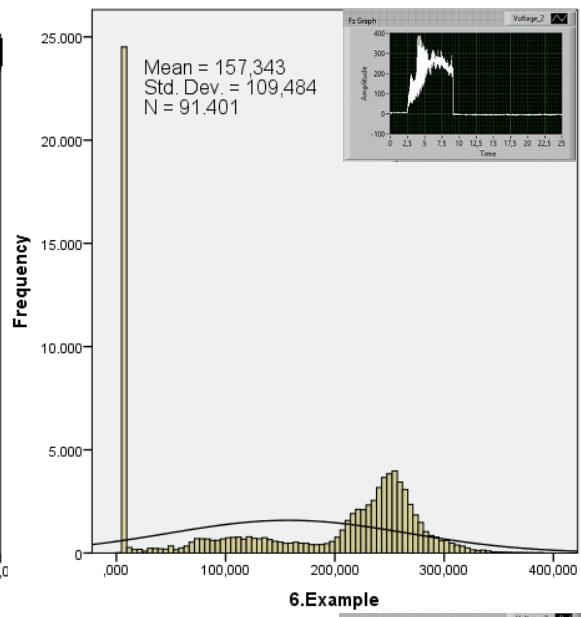 25.000
20.000
15.000
10.000
5.000
0
Frequency
Mean = 157,343
Std. Dev. = 109,484
N = 91.401
Fz Graph
Voltage_2
400
300
200
100
0
-100
Amplitude
0 2,5 5 7,5 10 12,5 15 17,5 20 22,5 25
Time
,000 100,000 200,000 300,000 400,000
6.Example